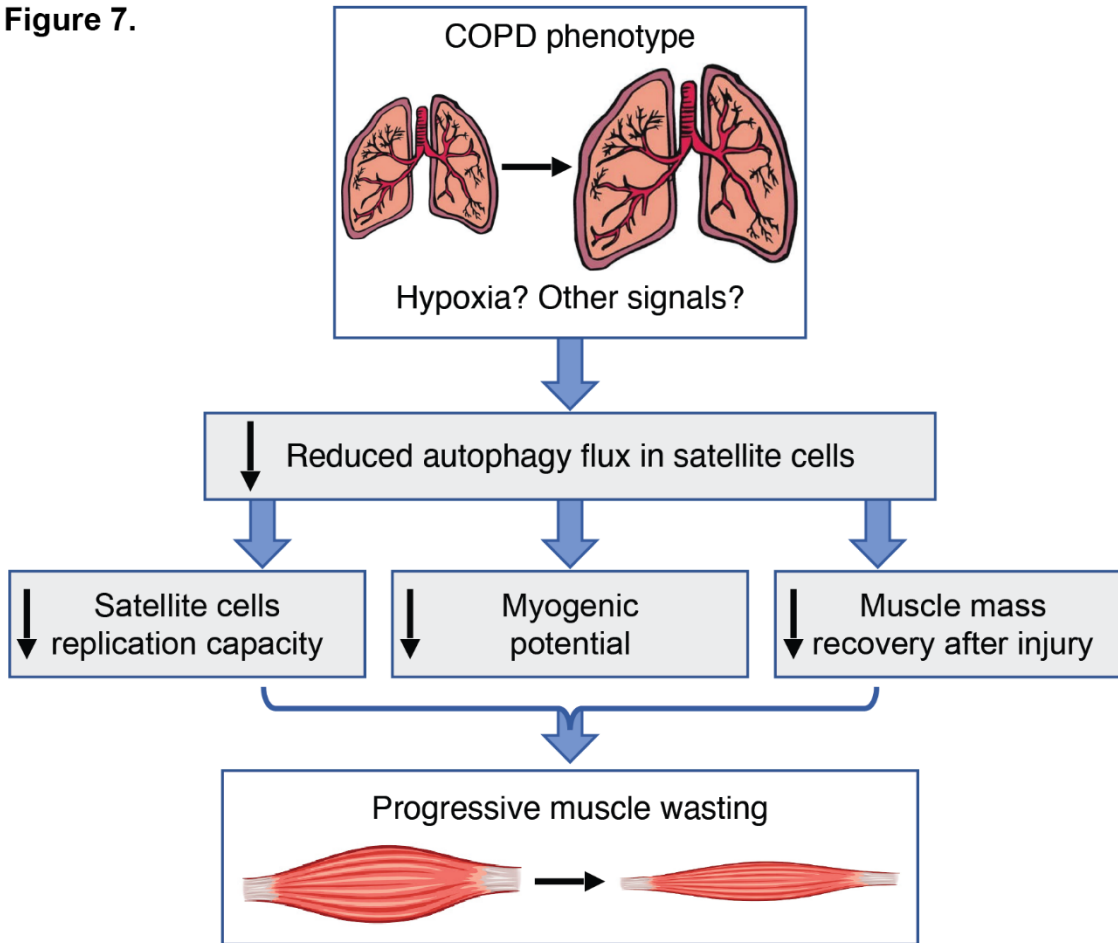 Figure 7.
COPD phenotype
Hypoxia? Other signals?
Reduced autophagy flux in satellite cells
Satellite cells
replication capacity
Myogenic
potential
Muscle mass
recovery after injury
Progressive muscle wasting